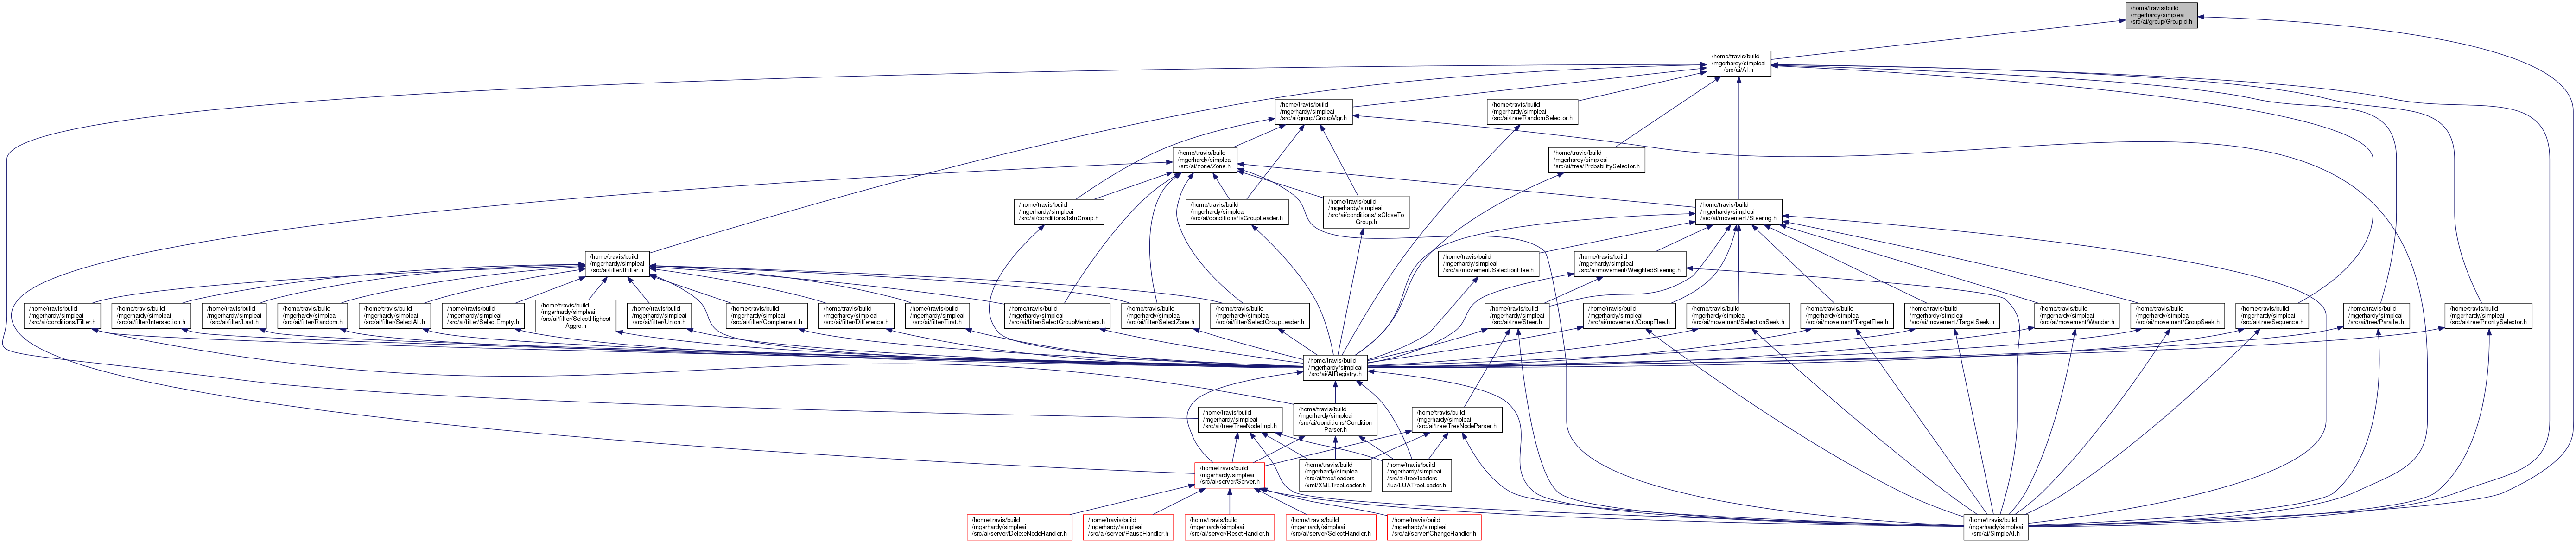 /home/travis/build
/mgerhardy/simpleai
/src/ai/group/GroupId.h
/home/travis/build
/mgerhardy/simpleai
/src/ai/AI.h
/home/travis/build
/mgerhardy/simpleai
/src/ai/group/GroupMgr.h
/home/travis/build
/mgerhardy/simpleai
/src/ai/tree/RandomSelector.h
/home/travis/build
/mgerhardy/simpleai
/src/ai/zone/Zone.h
/home/travis/build
/mgerhardy/simpleai
/src/ai/tree/ProbabilitySelector.h
/home/travis/build
/mgerhardy/simpleai
/src/ai/conditions/IsInGroup.h
/home/travis/build
/mgerhardy/simpleai
/src/ai/conditions/IsGroupLeader.h
/home/travis/build
/mgerhardy/simpleai
/src/ai/conditions/IsCloseTo
Group.h
/home/travis/build
/mgerhardy/simpleai
/src/ai/movement/Steering.h
/home/travis/build
/mgerhardy/simpleai
/src/ai/filter/IFilter.h
/home/travis/build
/mgerhardy/simpleai
/src/ai/movement/SelectionFlee.h
/home/travis/build
/mgerhardy/simpleai
/src/ai/movement/WeightedSteering.h
/home/travis/build
/mgerhardy/simpleai
/src/ai/conditions/Filter.h
/home/travis/build
/mgerhardy/simpleai
/src/ai/filter/Intersection.h
/home/travis/build
/mgerhardy/simpleai
/src/ai/filter/Last.h
/home/travis/build
/mgerhardy/simpleai
/src/ai/filter/Random.h
/home/travis/build
/mgerhardy/simpleai
/src/ai/filter/SelectAll.h
/home/travis/build
/mgerhardy/simpleai
/src/ai/filter/SelectEmpty.h
/home/travis/build
/mgerhardy/simpleai
/src/ai/filter/SelectHighest
Aggro.h
/home/travis/build
/mgerhardy/simpleai
/src/ai/filter/Union.h
/home/travis/build
/mgerhardy/simpleai
/src/ai/filter/Complement.h
/home/travis/build
/mgerhardy/simpleai
/src/ai/filter/Difference.h
/home/travis/build
/mgerhardy/simpleai
/src/ai/filter/First.h
/home/travis/build
/mgerhardy/simpleai
/src/ai/filter/SelectGroupMembers.h
/home/travis/build
/mgerhardy/simpleai
/src/ai/filter/SelectZone.h
/home/travis/build
/mgerhardy/simpleai
/src/ai/filter/SelectGroupLeader.h
/home/travis/build
/mgerhardy/simpleai
/src/ai/tree/Steer.h
/home/travis/build
/mgerhardy/simpleai
/src/ai/movement/GroupFlee.h
/home/travis/build
/mgerhardy/simpleai
/src/ai/movement/SelectionSeek.h
/home/travis/build
/mgerhardy/simpleai
/src/ai/movement/TargetFlee.h
/home/travis/build
/mgerhardy/simpleai
/src/ai/movement/TargetSeek.h
/home/travis/build
/mgerhardy/simpleai
/src/ai/movement/Wander.h
/home/travis/build
/mgerhardy/simpleai
/src/ai/movement/GroupSeek.h
/home/travis/build
/mgerhardy/simpleai
/src/ai/tree/Sequence.h
/home/travis/build
/mgerhardy/simpleai
/src/ai/tree/Parallel.h
/home/travis/build
/mgerhardy/simpleai
/src/ai/tree/PrioritySelector.h
/home/travis/build
/mgerhardy/simpleai
/src/ai/AIRegistry.h
/home/travis/build
/mgerhardy/simpleai
/src/ai/tree/TreeNodeImpl.h
/home/travis/build
/mgerhardy/simpleai
/src/ai/conditions/Condition
Parser.h
/home/travis/build
/mgerhardy/simpleai
/src/ai/tree/TreeNodeParser.h
/home/travis/build
/mgerhardy/simpleai
/src/ai/server/Server.h
/home/travis/build
/mgerhardy/simpleai
/src/ai/tree/loaders
/xml/XMLTreeLoader.h
/home/travis/build
/mgerhardy/simpleai
/src/ai/tree/loaders
/lua/LUATreeLoader.h
/home/travis/build
/mgerhardy/simpleai
/src/ai/server/DeleteNodeHandler.h
/home/travis/build
/mgerhardy/simpleai
/src/ai/server/PauseHandler.h
/home/travis/build
/mgerhardy/simpleai
/src/ai/server/ResetHandler.h
/home/travis/build
/mgerhardy/simpleai
/src/ai/server/SelectHandler.h
/home/travis/build
/mgerhardy/simpleai
/src/ai/server/ChangeHandler.h
/home/travis/build
/mgerhardy/simpleai
/src/ai/SimpleAI.h